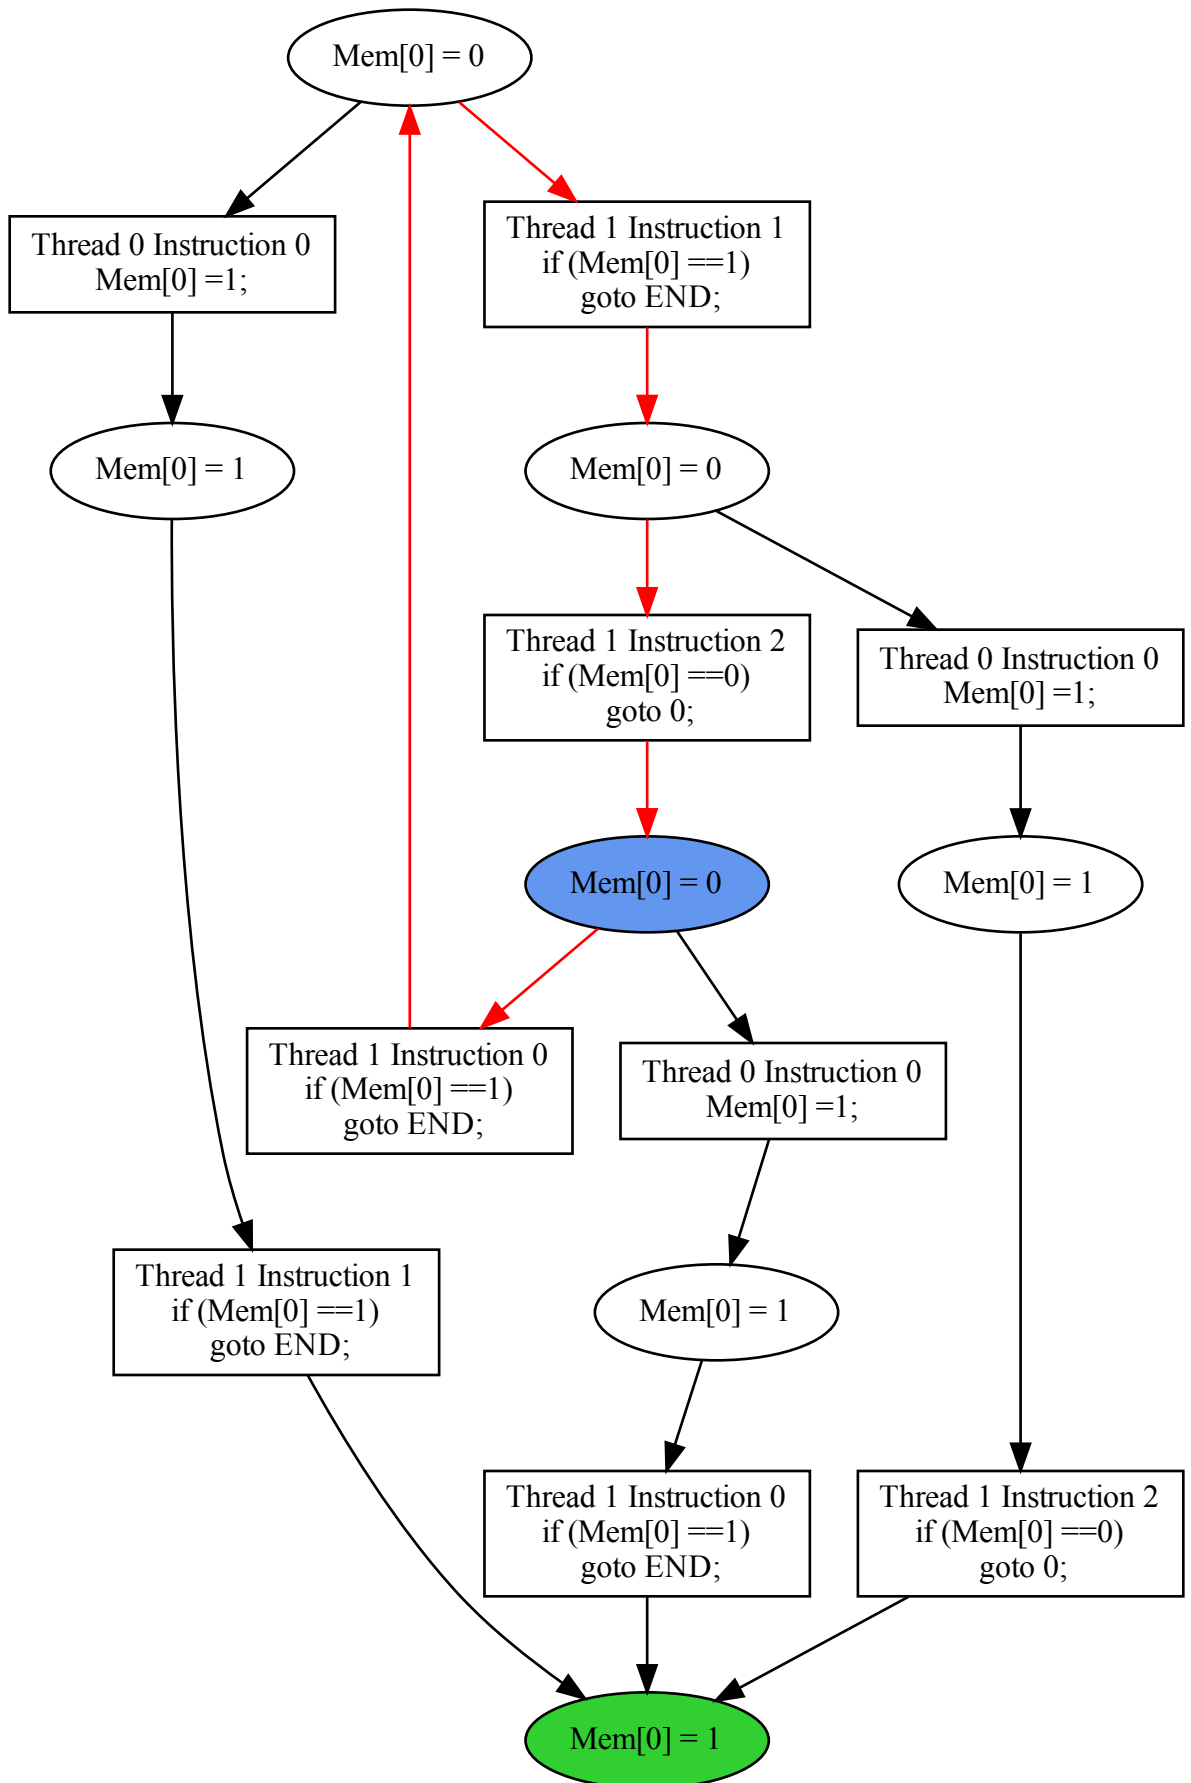 Mem[0] = 0
Thread 0 Instruction 0
Mem[0] =1;
Thread 1 Instruction 1
if (Mem[0] ==1)
goto END;
Mem[0] = 1
Mem[0] = 0
Thread 1 Instruction 2
if (Mem[0] ==0)
goto 0;
Thread 0 Instruction 0
Mem[0] =1;
Mem[0] = 0
Mem[0] = 1
Thread 1 Instruction 0
if (Mem[0] ==1)
goto END;
Thread 0 Instruction 0
Mem[0] =1;
Thread 1 Instruction 1
if (Mem[0] ==1)
goto END;
Mem[0] = 1
Thread 1 Instruction 0
if (Mem[0] ==1)
goto END;
Thread 1 Instruction 2
if (Mem[0] ==0)
goto 0;
Mem[0] = 1